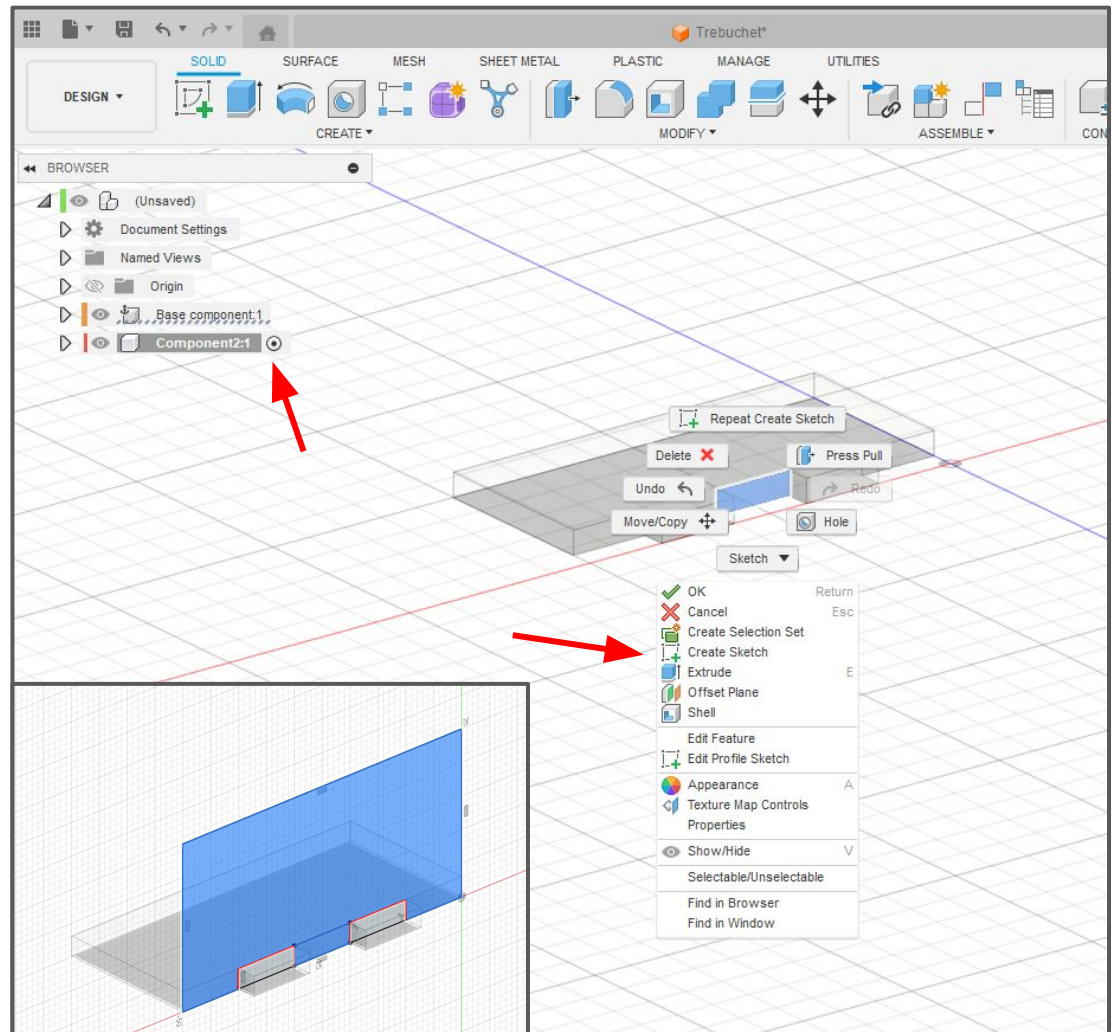 Trebuchet*
SOLID SURFACE MESH SHEET METAL PLASTIC MANAGE UTILITIES
DESIGN
CREATE MODIFY ASSEMBLE CON
BROWSER
(Unsaved)
Document Settings
Named Views
Origin
Base component:1
Component2:1
Repeat Create Sketch
Delete Press Pull
Undo Redo
Move/Copy Hole
Sketch
OK Return
Cancel Esc
Create Selection Set
Create Sketch
Extrude E
Offset Plane
Shell
Edit Feature
Edit Profile Sketch
Appearance A
Texture Map Controls
Properties
Show/Hide V
Selectable/Unselectable
Find in Browser
Find in Window